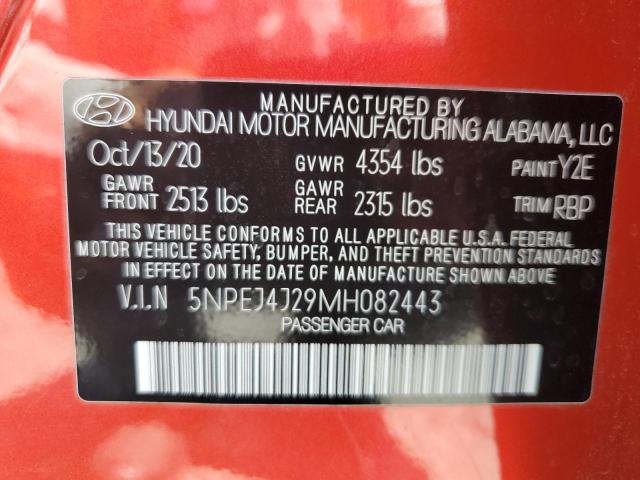 MANUFACTURED BY
HYUNDAI MOTOR MANUFACTURING ALABAMA, LLC
Oct/13/20 GVWR 4354 lbs PAINT Y2E
GAWR FRONT 2513 lbs GAWR REAR 2315 lbs TRIM RBP
THIS VEHICLE CONFORMS TO ALL APPLICABLE U.S.A. FEDERAL
MOTOR VEHICLE SAFETY, BUMPER, AND THEFT PREVENTION STANDARDS
IN EFFECT ON THE DATE OF MANUFACTURE SHOWN ABOVE
V.I.N 5NPEJ4J29MH082443
PASSENGER CAR